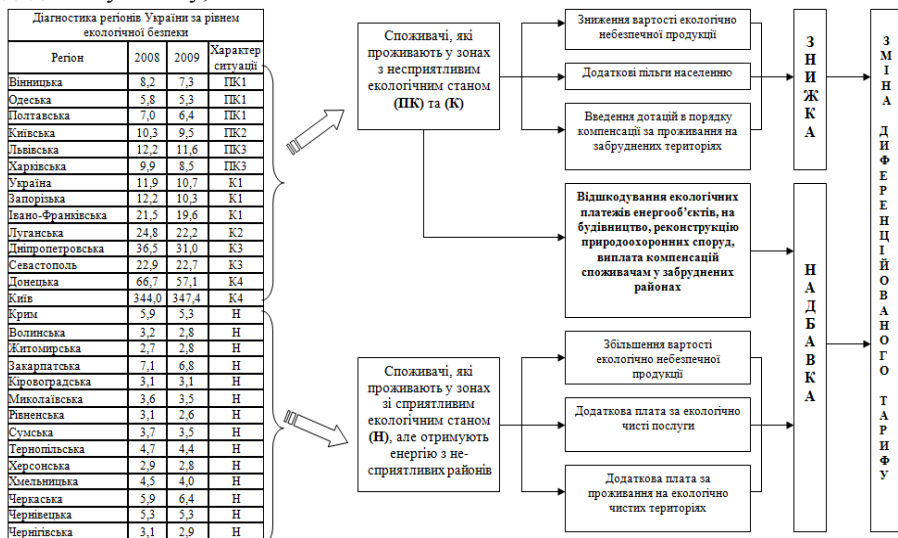 Діагностика регіонів України за рівнем
екологічної безпеки
Регіон 2008 2009 Характер
ситуації
Вінницька 8,2 7,3 ПК1
Одеська 5,8 5,3 ПК1
Полтавська 7,0 6,4 ПК1
Київська 10,3 9,5 ПК2
Львівська 12,2 11,6 ПК3
Харківська 9,9 8,5 ПК3
Україна 11,9 10,7 К1
Запорізька 12,2 10,3 К1
Івано-Франківська 21,5 19,6 К1
Луганська 24,8 22,2 К2
Дніпропетровська 36,5 31,0 К3
Севастополь 22,9 22,7 К3
Донецька 66,7 57,1 К4
Київ 344,0 347,4 К4
Крим 5,9 5,3 Н
Волинська 3,2 2,8 Н
Житомирська 2,7 2,8 Н
Закарпатська 7,1 6,8 Н
Кіровоградська 3,1 3,1 Н
Миколаївська 3,6 3,5 Н
Рівненська 3,1 2,6 Н
Сумська 3,7 3,5 Н
Тернопільська 4,7 4,4 Н
Херсонська 2,9 2,8 Н
Хмельницька 4,5 4,0 Н
Черкаська 5,9 6,4 Н
Чернівецька 5,3 5,3 Н
Чернігівська 3,1 2,9 Н
Споживачі, які
проживають у зонах
з несприятливим
екологічним станом
(ПК) та (К)
Споживачі, які
проживають у зонах
зі сприятливим
екологічним станом
(Н), але отримують
енергію з не-
сприятливих районів
Зниження вартості екологічно
небезпечної продукції
Додаткові пільги населенню
Введення дотацій в порядку
компенсації за проживання на
забруднених територіях
Відшкодування екологічних
платежів енергооб’єктів, на
будівництво, реконструкцію
природоохоронних споруд,
виплата компенсацій
споживачам у забруднених
районах
Збільшення вартості
екологічно небезпечної
продукції
Додаткова плата за екологічно
чисті послуги
Додаткова плата за
проживання на екологічно
чистих територіях
ЗНИЖКА
НАДБАВКА
ЗМІНА ДИФЕРЕНЦІЙОВАНОГО ТАРИФУ